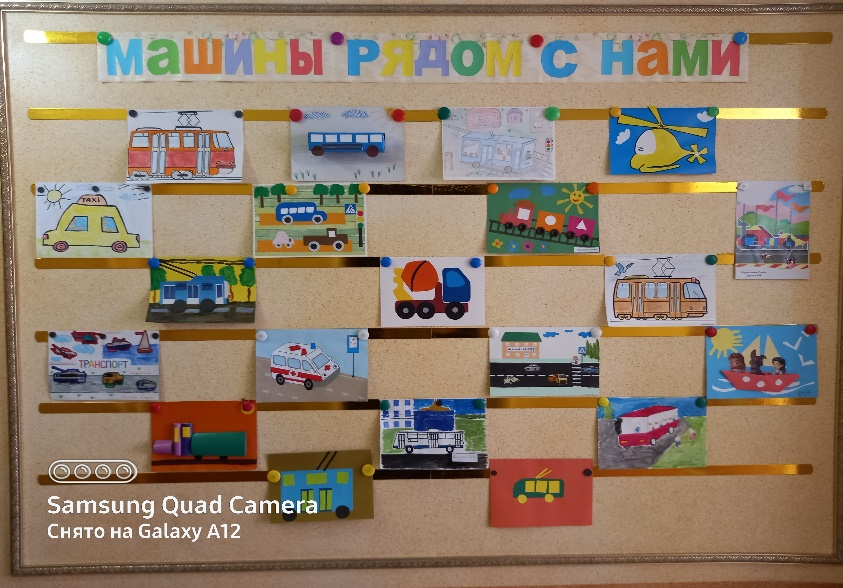 машины рядом с нами
TAXI
ТРАНСПОРТ
Samsung Quad Camera
Снято на Galaxy A12